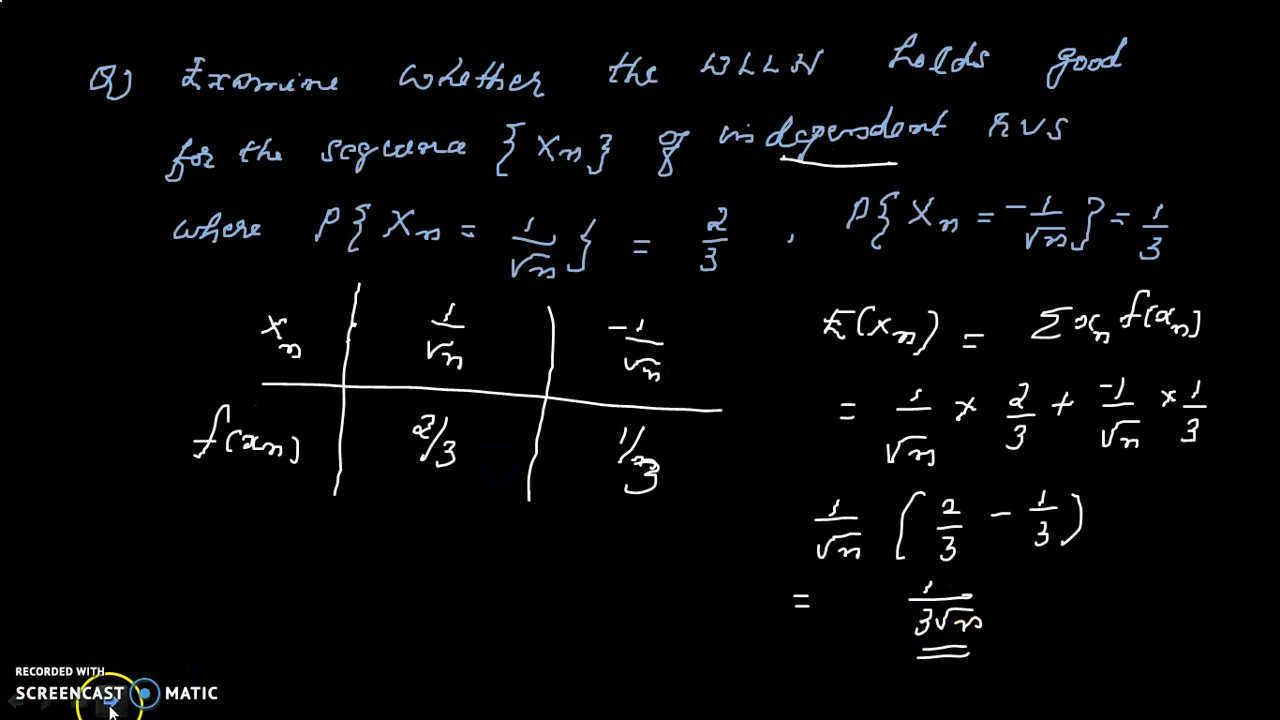 Q) Examine whether the WLLN holds good
for the sequence {Xn} of independent RVS
where P{Xn = 1/√n} = 2/3 , P{Xn = -1/√n} = 1/3
xn | 1/√n | -1/√n
f(xn) | 2/3 | 1/3
E(xn) = Σxn f(xn)
= 1/√n × 2/3 + -1/√n × 1/3
1/√n (2/3 - 1/3)
= 1/3√n
RECORDED WITH
SCREENCAST MATIC